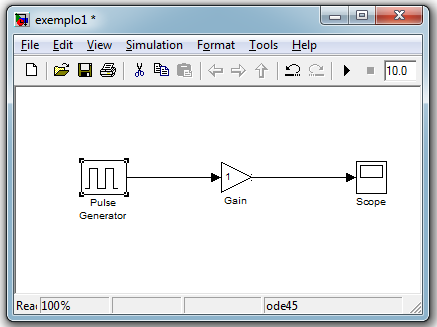 exemplo1 *
File Edit View Simulation Format Tools Help
10.0
1
Pulse
Generator
Gain
Scope
100%
ode45